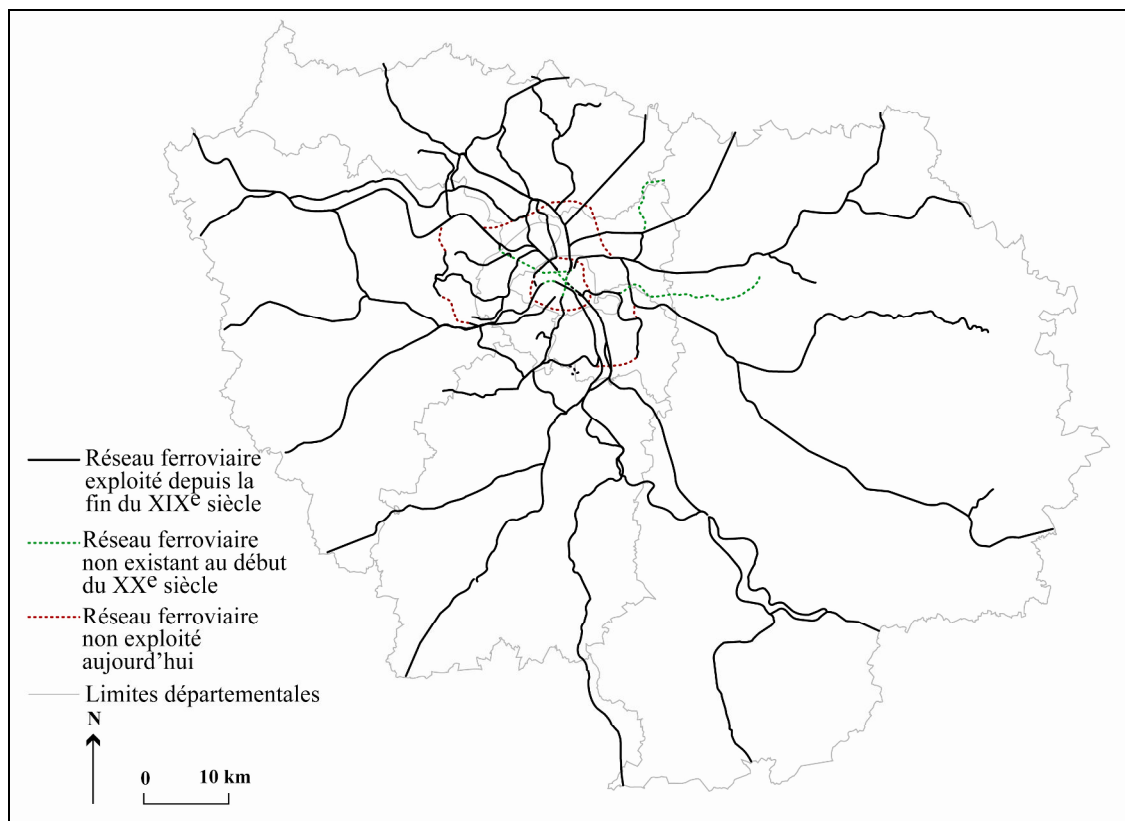 Réseau ferroviaire
exploité depuis la
fin du XIXe siècle
Réseau ferroviaire
non existant au début
du XXe siècle
Réseau ferroviaire
non exploité
aujourd'hui
Limites départementales
N
0 10 km